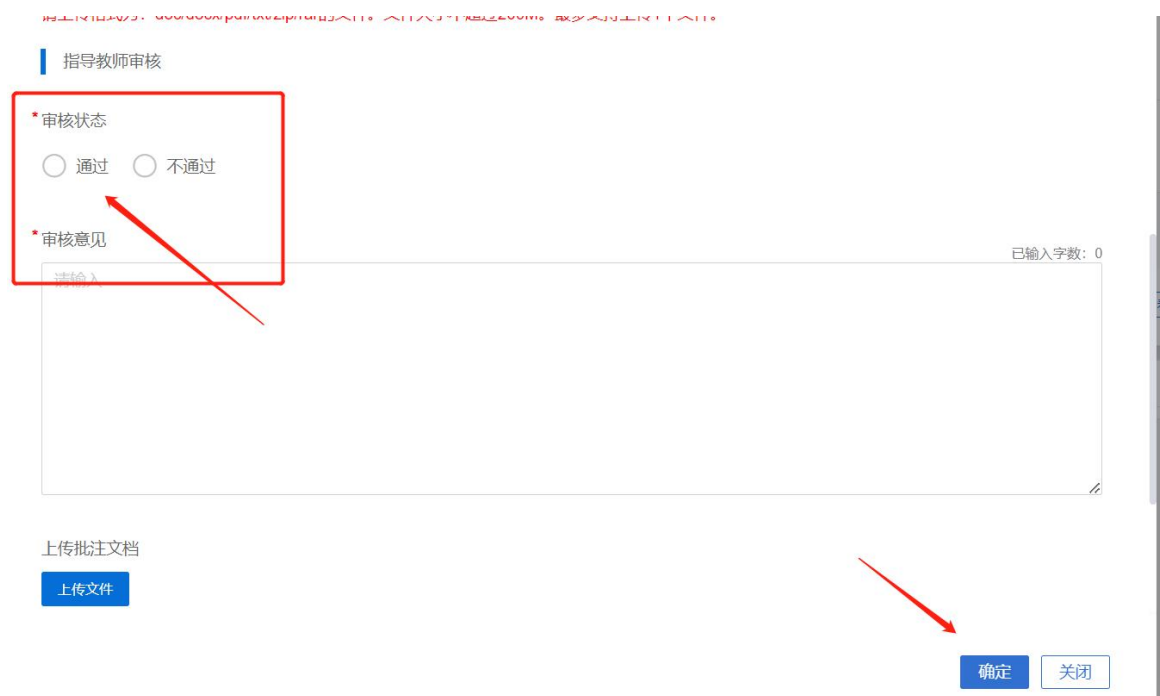 指导教师审核
*审核状态
通过 不通过
*审核意见
已输入字数：0
请输入
上传批注文档
上传文件
确定 关闭